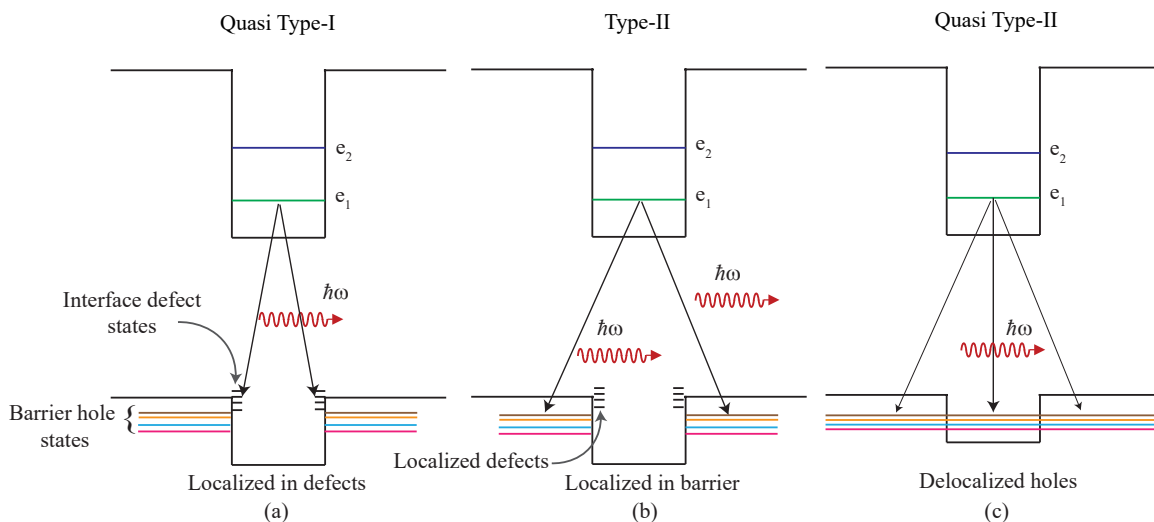 Quasi Type-I
Type-II
Quasi Type-II
e2
e1
e2
e1
e2
e1
Interface defect
states
ħω
ħω
ħω
ħω
Barrier hole
states
Localized defects
Localized in defects
Localized in barrier
Delocalized holes
(a)
(b)
(c)